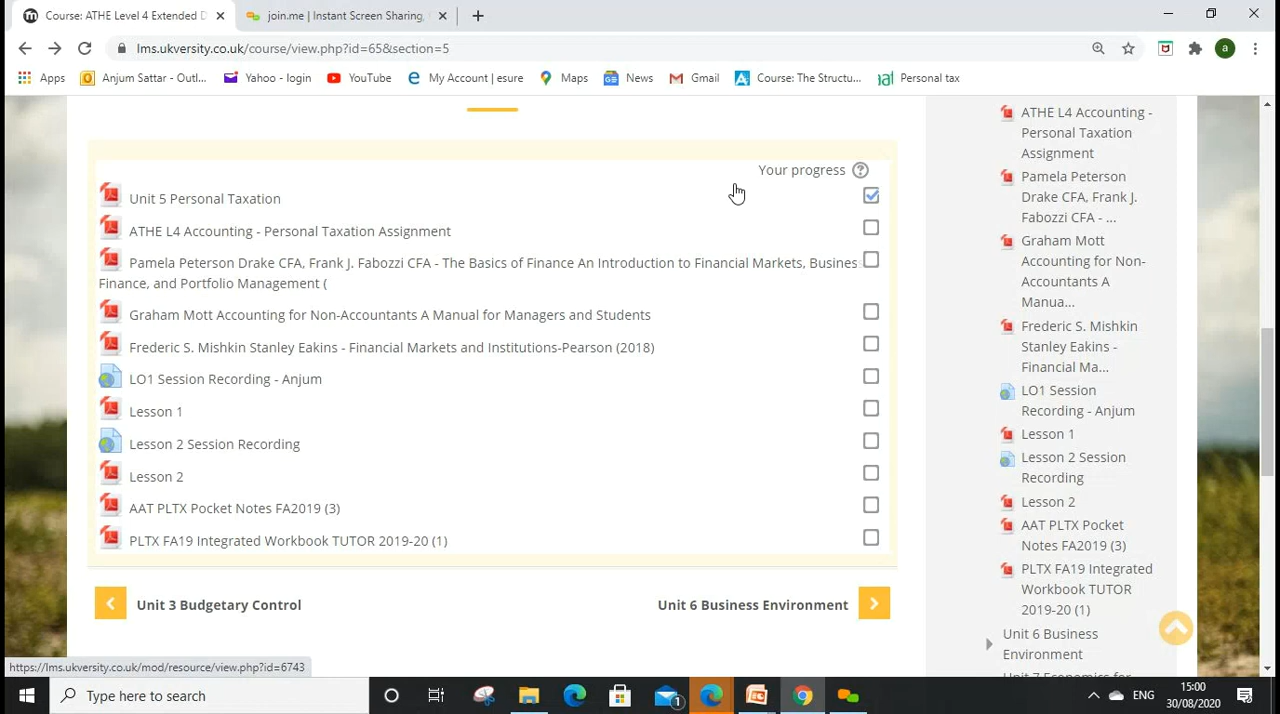 Course: ATHE Level 4 Extended D
join.me | Instant Screen Sharing,
lms.ukversity.co.uk/course/view.php?id=65&section=5
a
Apps
Anjum Sattar - Outl...
Yahoo - login
YouTube
My Account | esure
Maps
News
Gmail
Course: The Structu...
Personal tax
Your progress
Unit 5 Personal Taxation
ATHE L4 Accounting - Personal Taxation Assignment
Pamela Peterson Drake CFA, Frank J. Fabozzi CFA - The Basics of Finance An Introduction to Financial Markets, Busines
Finance, and Portfolio Management (
Graham Mott Accounting for Non-Accountants A Manual for Managers and Students
Frederic S. Mishkin Stanley Eakins - Financial Markets and Institutions-Pearson (2018)
LO1 Session Recording - Anjum
Lesson 1
Lesson 2 Session Recording
Lesson 2
AAT PLTX Pocket Notes FA2019 (3)
PLTX FA19 Integrated Workbook TUTOR 2019-20 (1)
Unit 3 Budgetary Control
Unit 6 Business Environment
ATHE L4 Accounting -
Personal Taxation
Assignment
Pamela Peterson
Drake CFA, Frank J.
Fabozzi CFA - ...
Graham Mott
Accounting for Non-
Accountants A
Manua...
Frederic S. Mishkin
Stanley Eakins -
Financial Ma...
LO1 Session
Recording - Anjum
Lesson 1
Lesson 2 Session
Recording
Lesson 2
AAT PLTX Pocket
Notes FA2019 (3)
PLTX FA19 Integrated
Workbook TUTOR
2019-20 (1)
Unit 6 Business
Environment
Unit 7 Economics for
https://lms.ukversity.co.uk/mod/resource/view.php?id=6743
Type here to search
1
ENG
15:00
30/08/2020